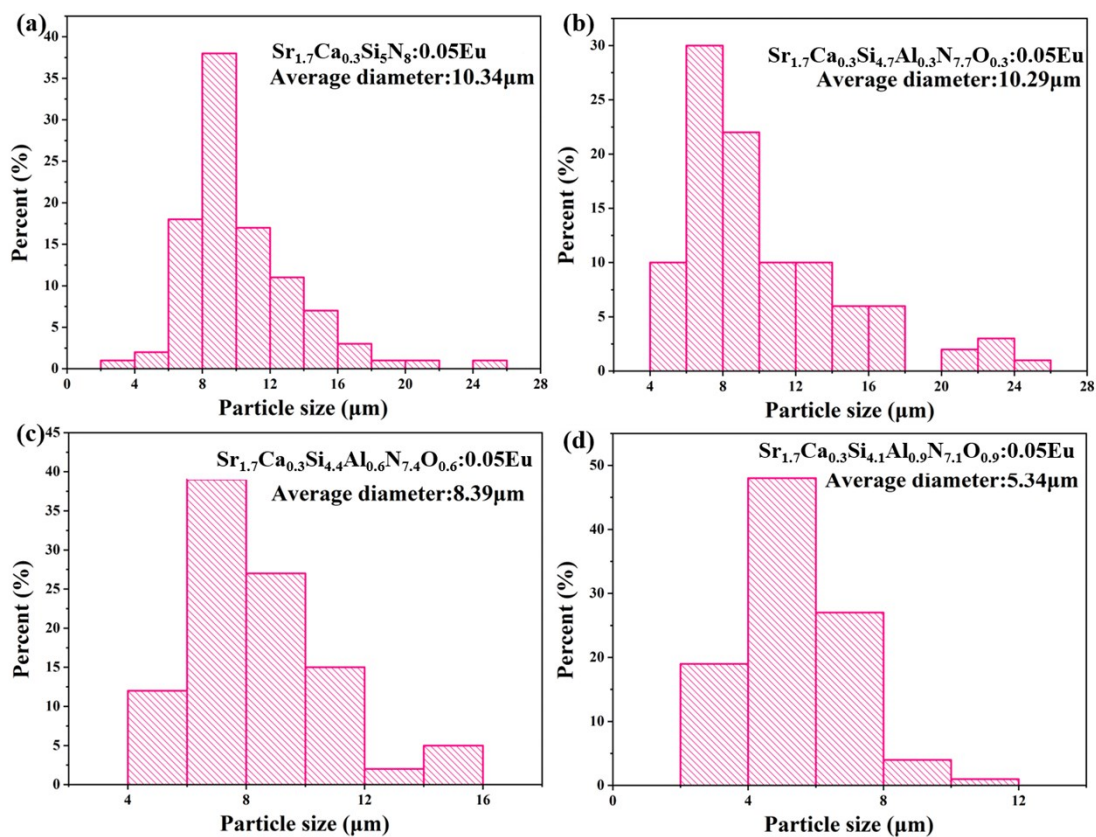 (a)
Sr₁.₇Ca₀.₃Si₅N₈:0.05Eu
Average diameter:10.34μm
40
35
30
25
20
15
10
5
0
Percent (%)
0 4 8 12 16 20 24 28
Particle size (μm)
(b)
Sr₁.₇Ca₀.₃Si₄.₇Al₀.₃N₇.₇O₀.₃:0.05Eu
Average diameter:10.29μm
30
25
20
15
10
5
0
Percent (%)
4 8 12 16 20 24 28
Particle size (μm)
(c)
Sr₁.₇Ca₀.₃Si₄.₄Al₀.₆N₇.₄O₀.₆:0.05Eu
Average diameter:8.39μm
45
40
35
30
25
20
15
10
5
0
Percent (%)
4 8 12 16
Particle size (μm)
(d)
Sr₁.₇Ca₀.₃Si₄.₁Al₀.₉N₇.₁O₀.₉:0.05Eu
Average diameter:5.34μm
50
40
30
20
10
0
Percent (%)
0 4 8 12
Particle size (μm)